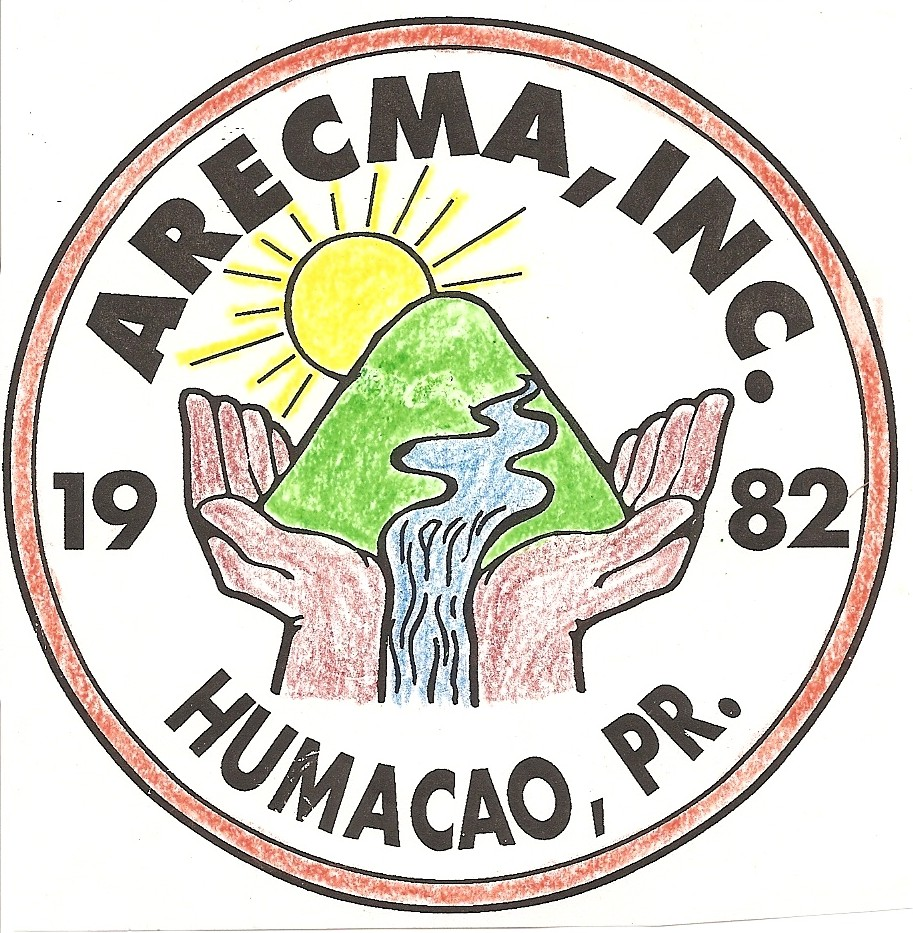 ARECMA, INC.
19 82
HUMACAO, PR.